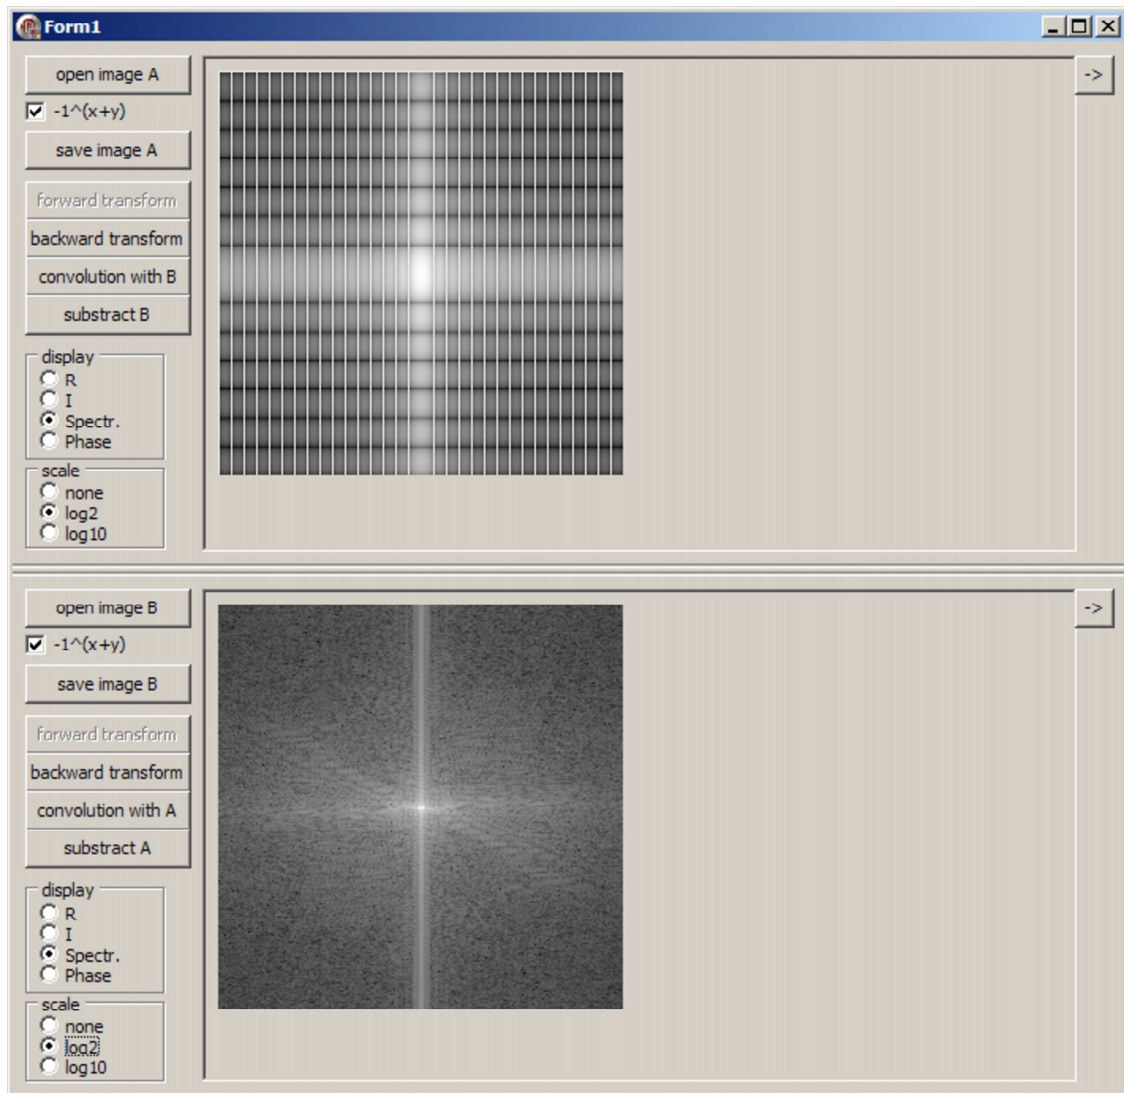 Form1
open image A
->
-1^(x+y)
save image A
forward transform
backward transform
convolution with B
substract B
display
R
I
Spectr.
Phase
scale
none
log2
log10
open image B
->
-1^(x+y)
save image B
forward transform
backward transform
convolution with A
substract A
display
R
I
Spectr.
Phase
scale
none
log2
log10